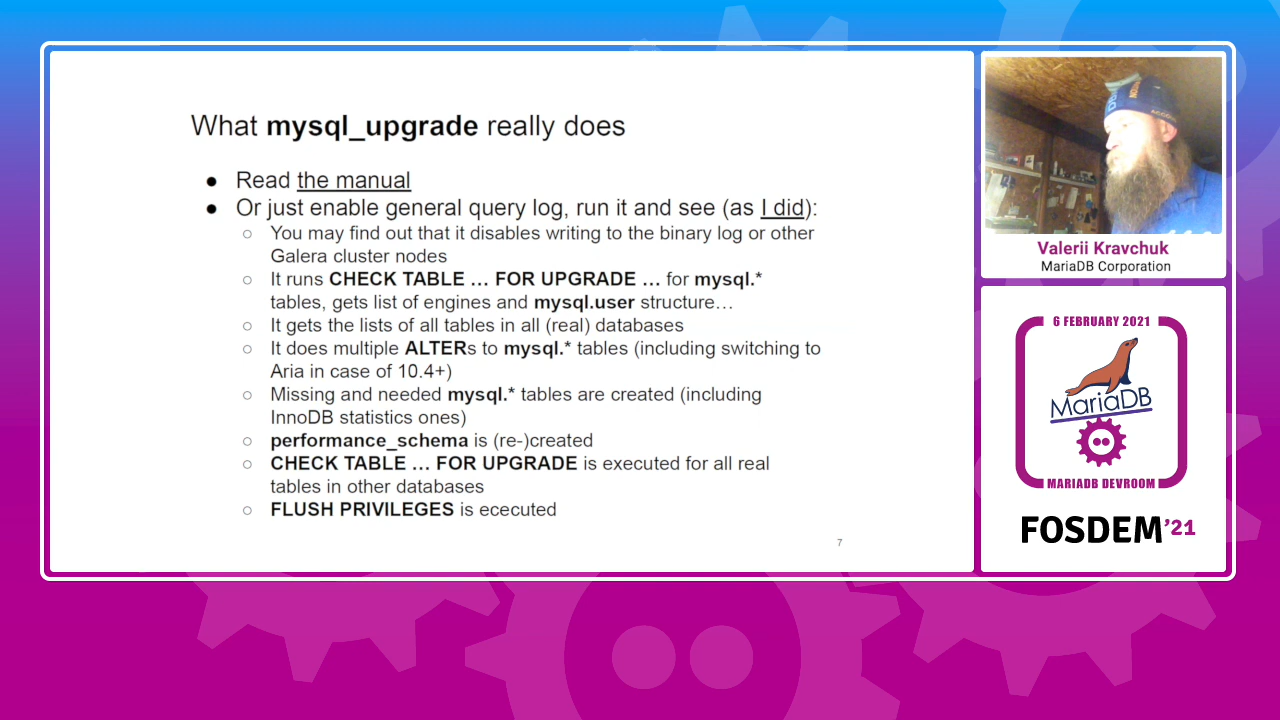 What mysql_upgrade really does
● Read the manual
● Or just enable general query log, run it and see (as I did):
○ You may find out that it disables writing to the binary log or other
Galera cluster nodes
○ It runs CHECK TABLE … FOR UPGRADE … for mysql.*
tables, gets list of engines and mysql.user structure…
○ It gets the lists of all tables in all (real) databases
○ It does multiple ALTERs to mysql.* tables (including switching to
Aria in case of 10.4+)
○ Missing and needed mysql.* tables are created (including
InnoDB statistics ones)
○ performance_schema is (re-)created
○ CHECK TABLE … FOR UPGRADE is executed for all real
tables in other databases
○ FLUSH PRIVILEGES is ececuted
7
Valerii Kravchuk
MariaDB Corporation
6 FEBRUARY 2021
MariaDB
MARIADB DEVROOM
FOSDEM’21